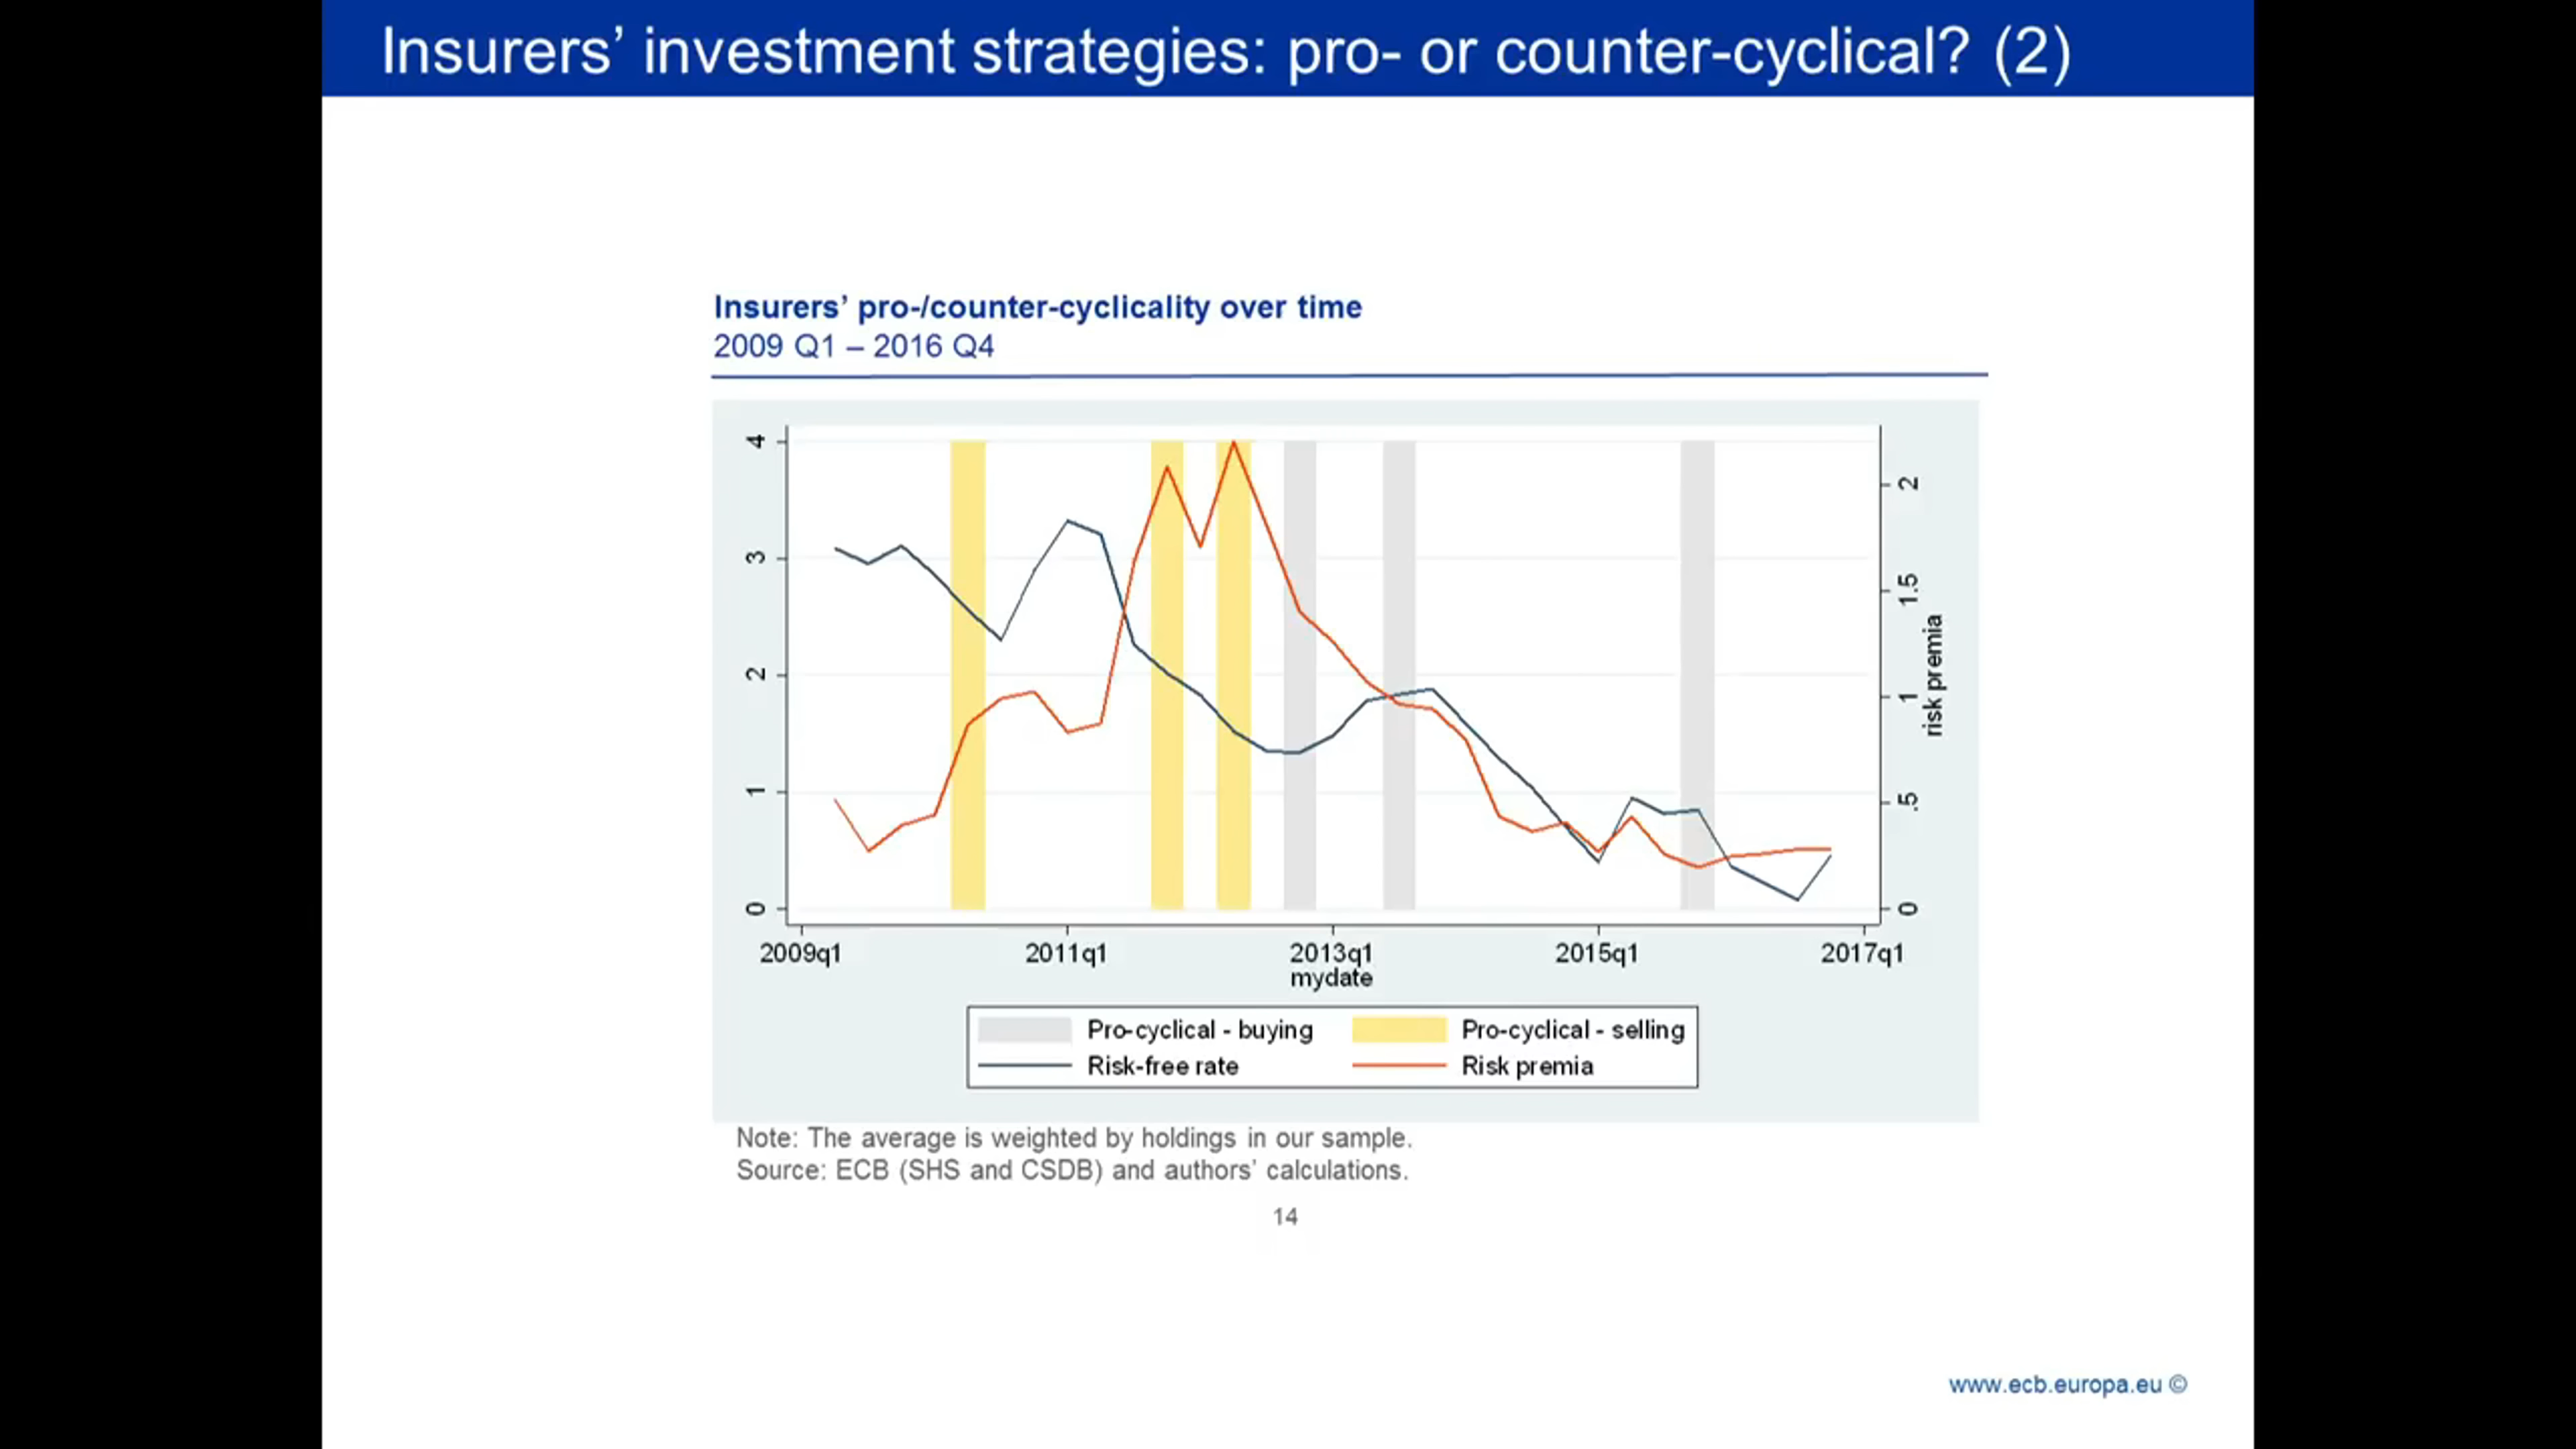 Insurers’ investment strategies: pro- or counter-cyclical? (2)
Insurers’ pro-/counter-cyclicality over time
2009 Q1 – 2016 Q4
4
3
2
1
0
2
1.5
1
.5
0
risk premia
2009q1
2011q1
2013q1
2015q1
2017q1
mydate
Pro-cyclical - buying
Pro-cyclical - selling
Risk-free rate
Risk premia
Note: The average is weighted by holdings in our sample.
Source: ECB (SHS and CSDB) and authors’ calculations.
14
www.ecb.europa.eu ©